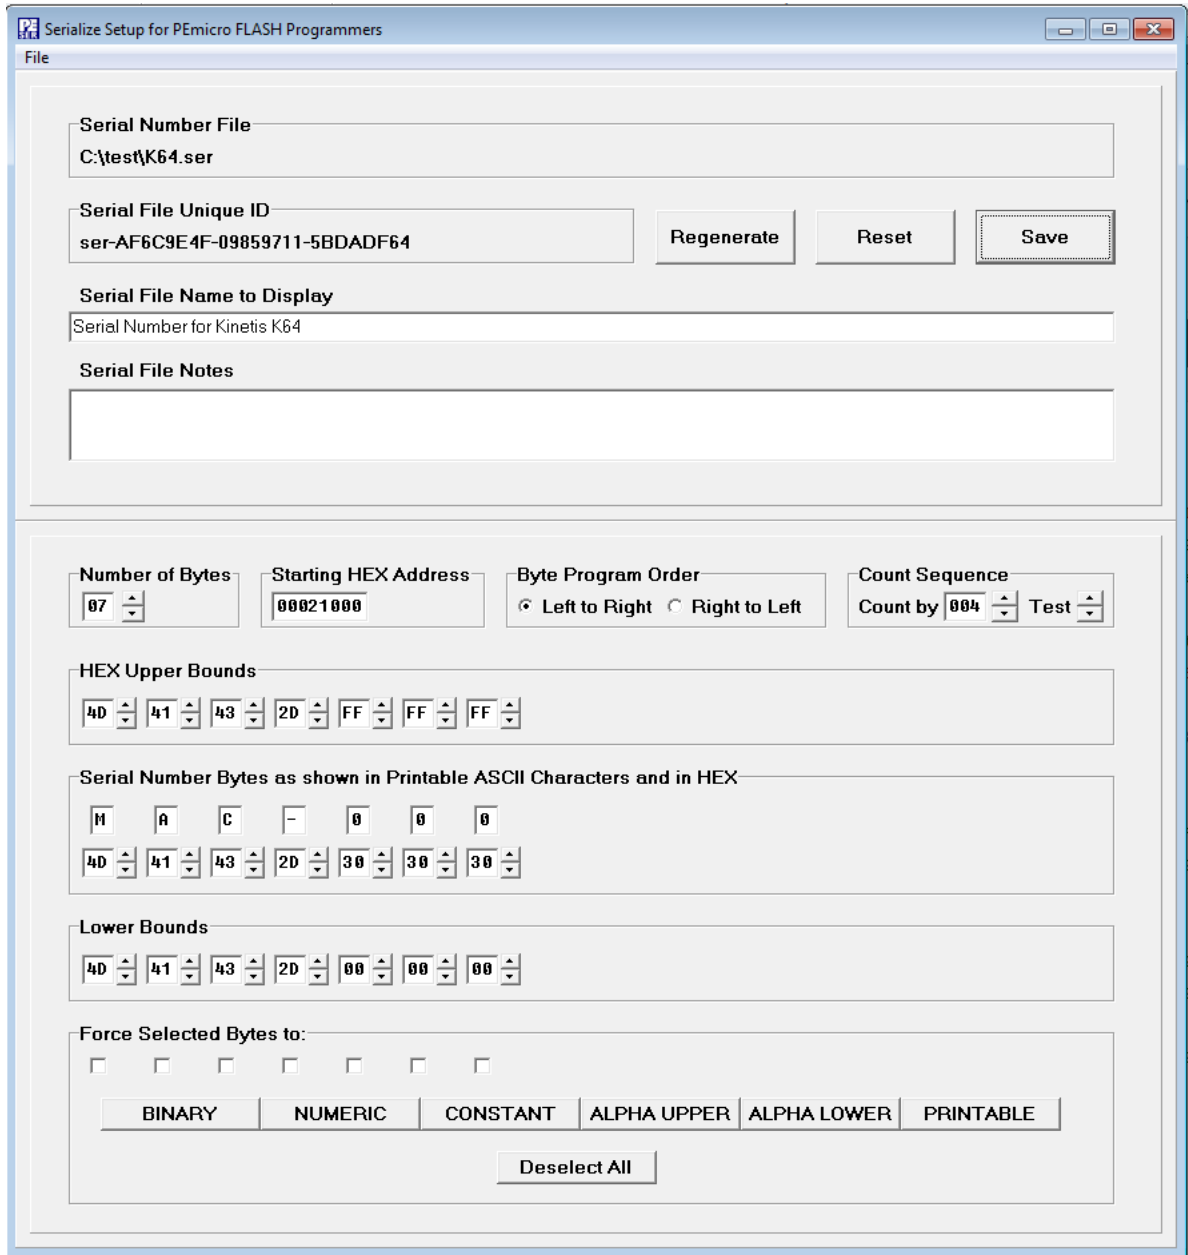 Serialize Setup for PEmicro FLASH Programmers
File
Serial Number File
C:\test\K64.ser
Serial File Unique ID
ser-AF6C9E4F-09859711-5BDADF64
Regenerate Reset Save
Serial File Name to Display
Serial Number for Kinetis K64
Serial File Notes
Number of Bytes Starting HEX Address Byte Program Order Count Sequence
07 00021000 Left to Right Right to Left Count by 004 Test
HEX Upper Bounds
4D 41 43 2D FF FF FF
Serial Number Bytes as shown in Printable ASCII Characters and in HEX
M A C - 0 0 0
4D 41 43 2D 30 30 30
Lower Bounds
4D 41 43 2D 00 00 00
Force Selected Bytes to:
BINARY NUMERIC CONSTANT ALPHA UPPER ALPHA LOWER PRINTABLE
Deselect All